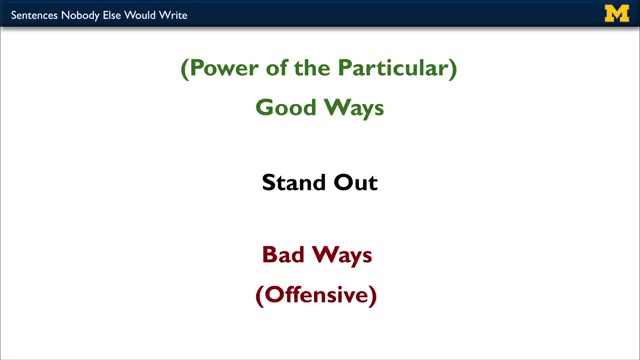 Sentences Nobody Else Would Write
M
(Power of the Particular)
Good Ways
Stand Out
Bad Ways
(Offensive)